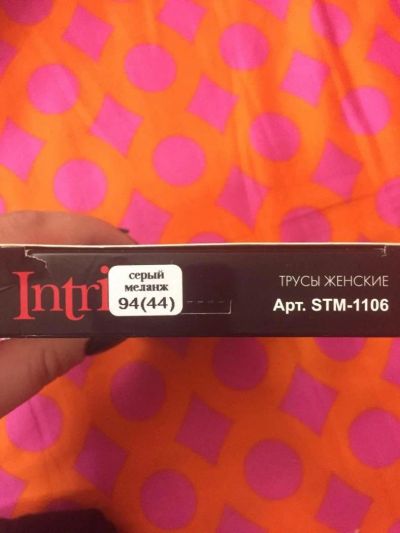 Intri
серый
меланж
94(44)
ТРУСЫ ЖЕНСКИЕ
Арт. STM-1106